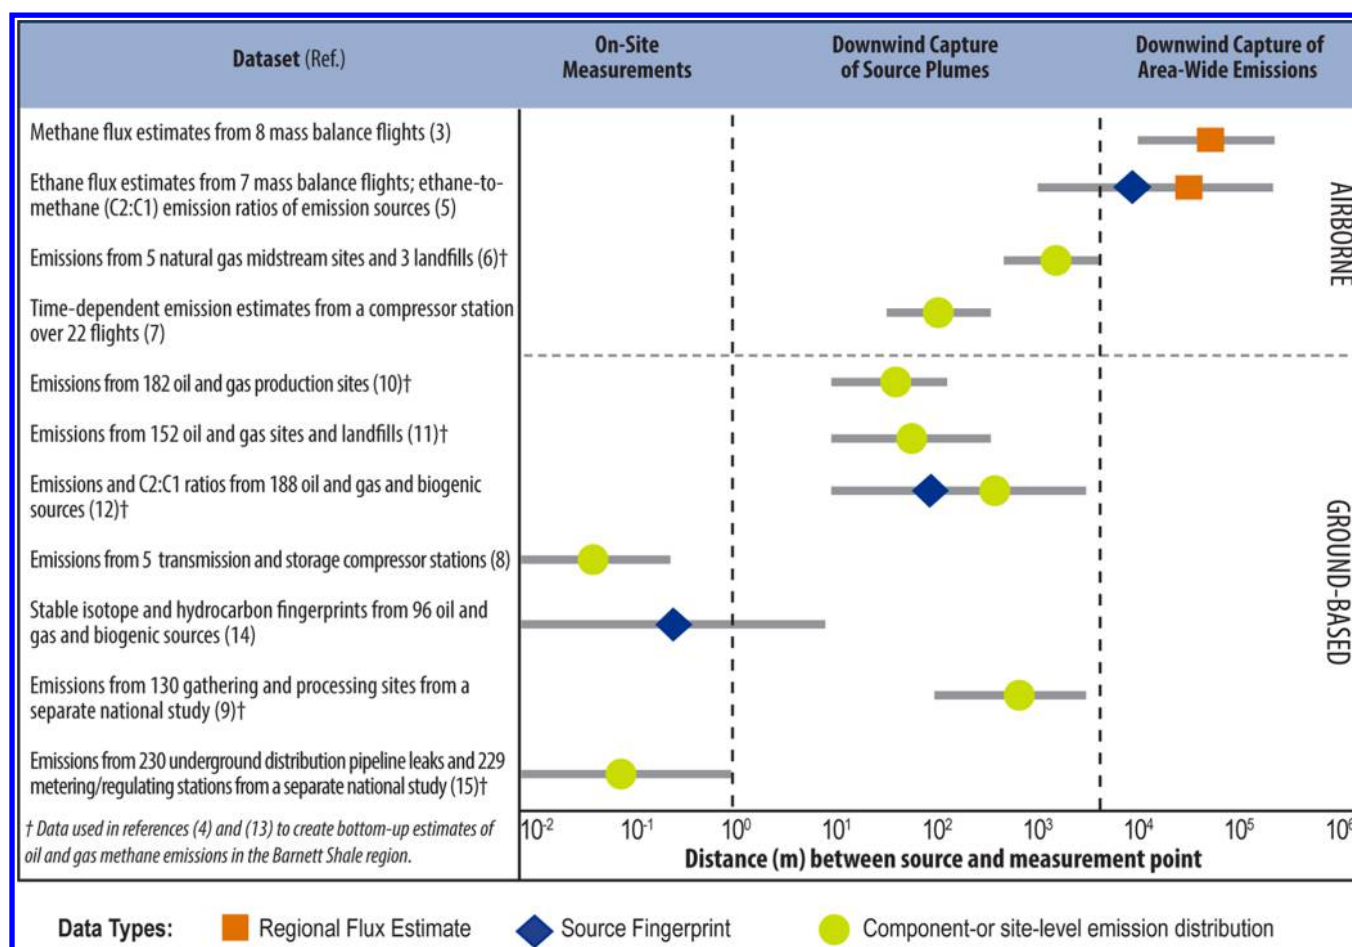 Dataset (Ref.)
On-Site
Measurements
Downwind Capture
of Source Plumes
Downwind Capture of
Area-Wide Emissions
Methane flux estimates from 8 mass balance flights (3)
Ethane flux estimates from 7 mass balance flights; ethane-to-
methane (C2:C1) emission ratios of emission sources (5)
Emissions from 5 natural gas midstream sites and 3 landfills (6)†
Time-dependent emission estimates from a compressor station
over 22 flights (7)
AIRBORNE
Emissions from 182 oil and gas production sites (10)†
Emissions from 152 oil and gas sites and landfills (11)†
Emissions and C2:C1 ratios from 188 oil and gas and biogenic
sources (12)†
Emissions from 5 transmission and storage compressor stations (8)
Stable isotope and hydrocarbon fingerprints from 96 oil and
gas and biogenic sources (14)
Emissions from 130 gathering and processing sites from a
separate national study (9)†
Emissions from 230 underground distribution pipeline leaks and 229
metering/regulating stations from a separate national study (15)†
GROUND-BASED
† Data used in references (4) and (13) to create bottom-up estimates of
oil and gas methane emissions in the Barnett Shale region.
10⁻² 10⁻¹ 10⁰ 10¹ 10² 10³ 10⁴ 10⁵ 10⁶
Distance (m) between source and measurement point
Data Types: Regional Flux Estimate Source Fingerprint Component-or site-level emission distribution